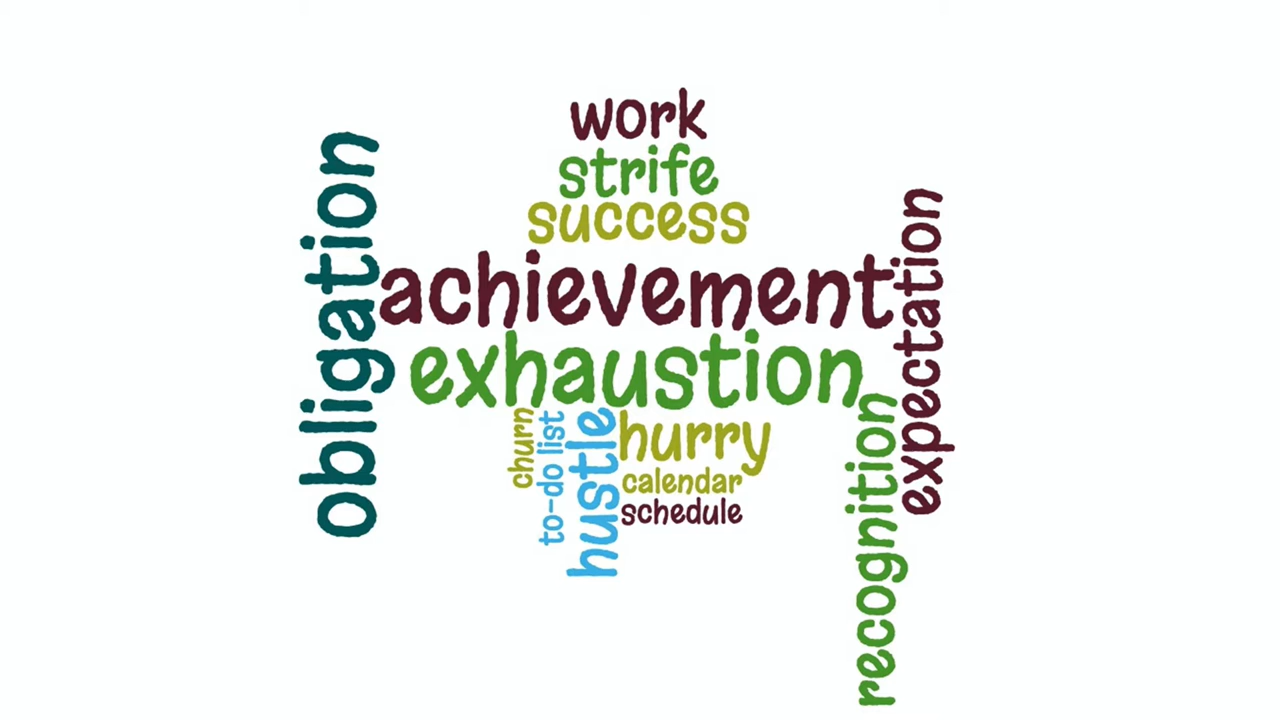 work
strife
success
obligation
achievement
expectation
exhaustion
recognition
churn
to-do list
hustle
hurry
calendar
schedule